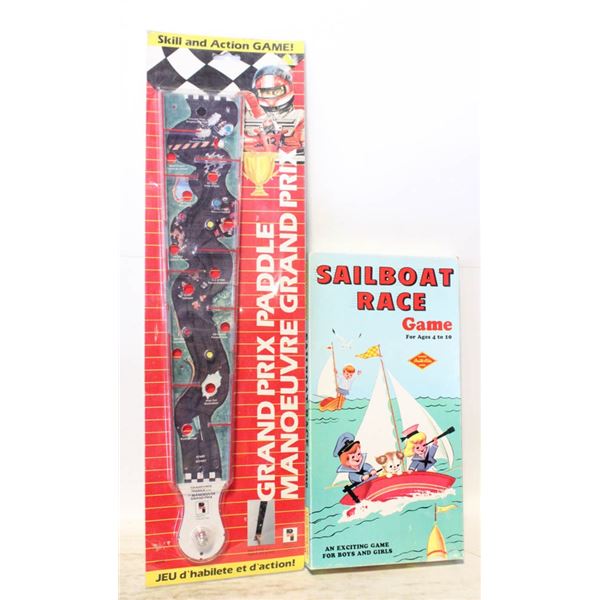 Skill and Action GAME!
GRAND PRIX PADDLE
MANOEUVRE GRAND PRIX
JEU d'habilete et d'action!
SAILBOAT
RACE
Game
For Ages 4 to 10
AN EXCITING GAME
FOR BOYS AND GIRLS